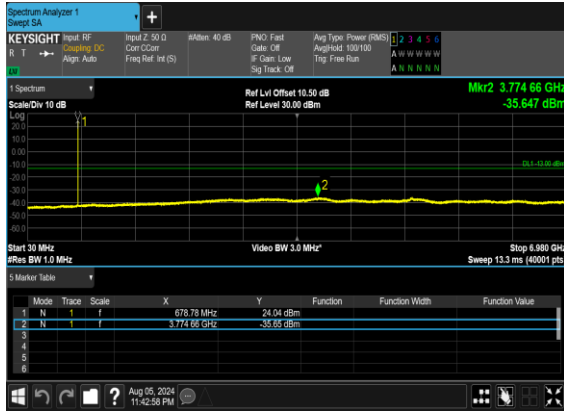 Spectrum Analyzer 1
Swept SA
KEYSIGHT Input: RF Input Z: 50 Ω #Atten: 40 dB PNO: Fast Avg Type: Power (RMS) 1 2 3 4 5 6
R T Coupling: DC Corr CCorr Gate: Off Avg|Hold: 100/100 A W W W W W
Align: Auto Freq Ref: Int (S) IF Gain: Low Trig: Free Run
LU Sig Track: Off A N N N N N
1 Spectrum Ref Lvl Offset 10.50 dB Mkr2 3.774 66 GHz
Scale/Div 10 dB Ref Level 30.00 dBm -35.647 dBm
Log
1
20.0
10.0
0.00
-10.0 DL1 -13.00 dBm
-20.0
-30.0 2
-40.0
-50.0
-60.0
Start 30 MHz Video BW 3.0 MHz* Stop 6.980 GHz
#Res BW 1.0 MHz Sweep 13.3 ms (40001 pts)
5 Marker Table
Mode Trace Scale X Y Function Function Width Function Value
1 N 1 f 678.78 MHz 24.04 dBm
2 N 1 f 3.774 66 GHz -35.65 dBm
3
4
5
6
? Aug 05, 2024
11:42:58 PM